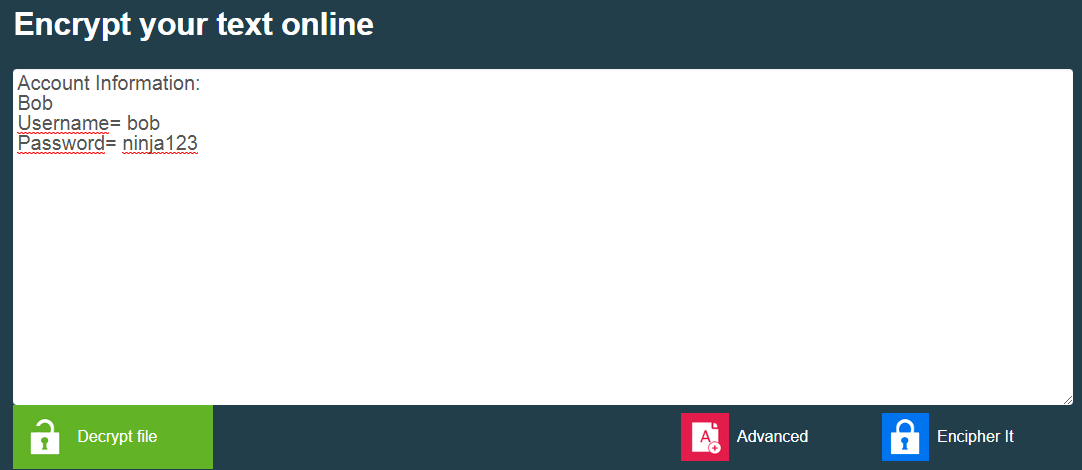 Encrypt your text online
Account Information:
Bob
Username= bob
Password= ninja123
Decrypt file
A
Advanced
Encipher It